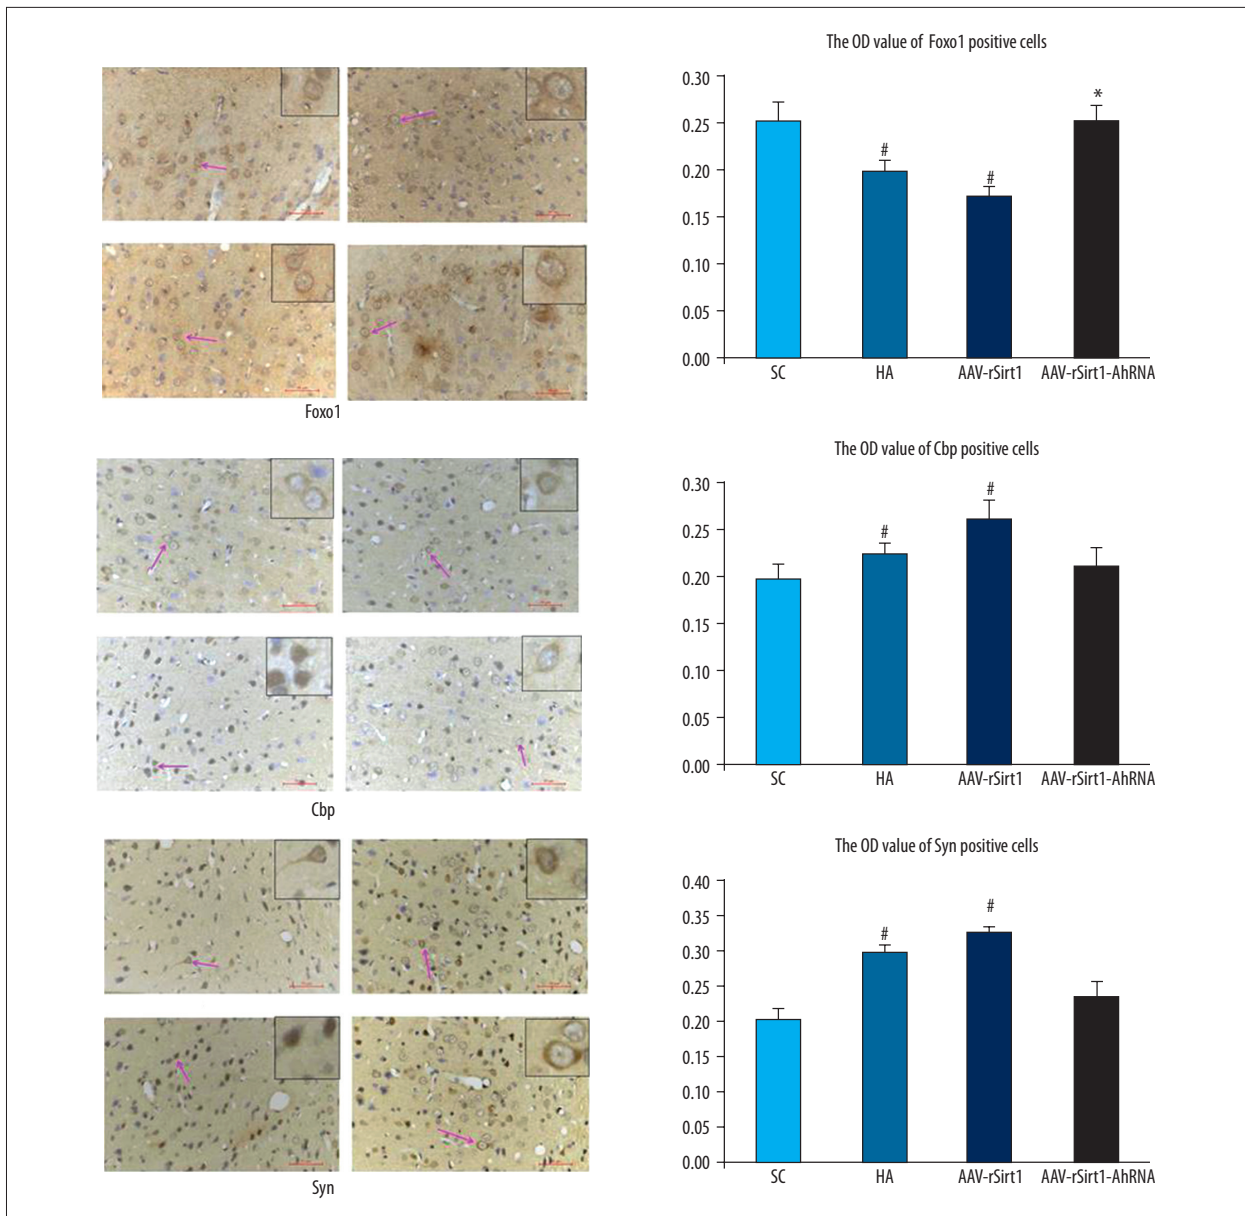 The OD value of Foxo1 positive cells
0.30
0.25
0.20
0.15
0.10
0.05
0.00
#
#
*
SC
HA
AAV-rSirt1
AAV-rSirt1-AhRNA
Foxo1
The OD value of Cbp positive cells
0.30
0.25
0.20
0.15
0.10
0.05
0.00
#
#
SC
HA
AAV-rSirt1
AAV-rSirt1-AhRNA
Cbp
The OD value of Syn positive cells
0.40
0.35
0.30
0.25
0.20
0.15
0.10
0.05
0.00
#
#
SC
HA
AAV-rSirt1
AAV-rSirt1-AhRNA
Syn